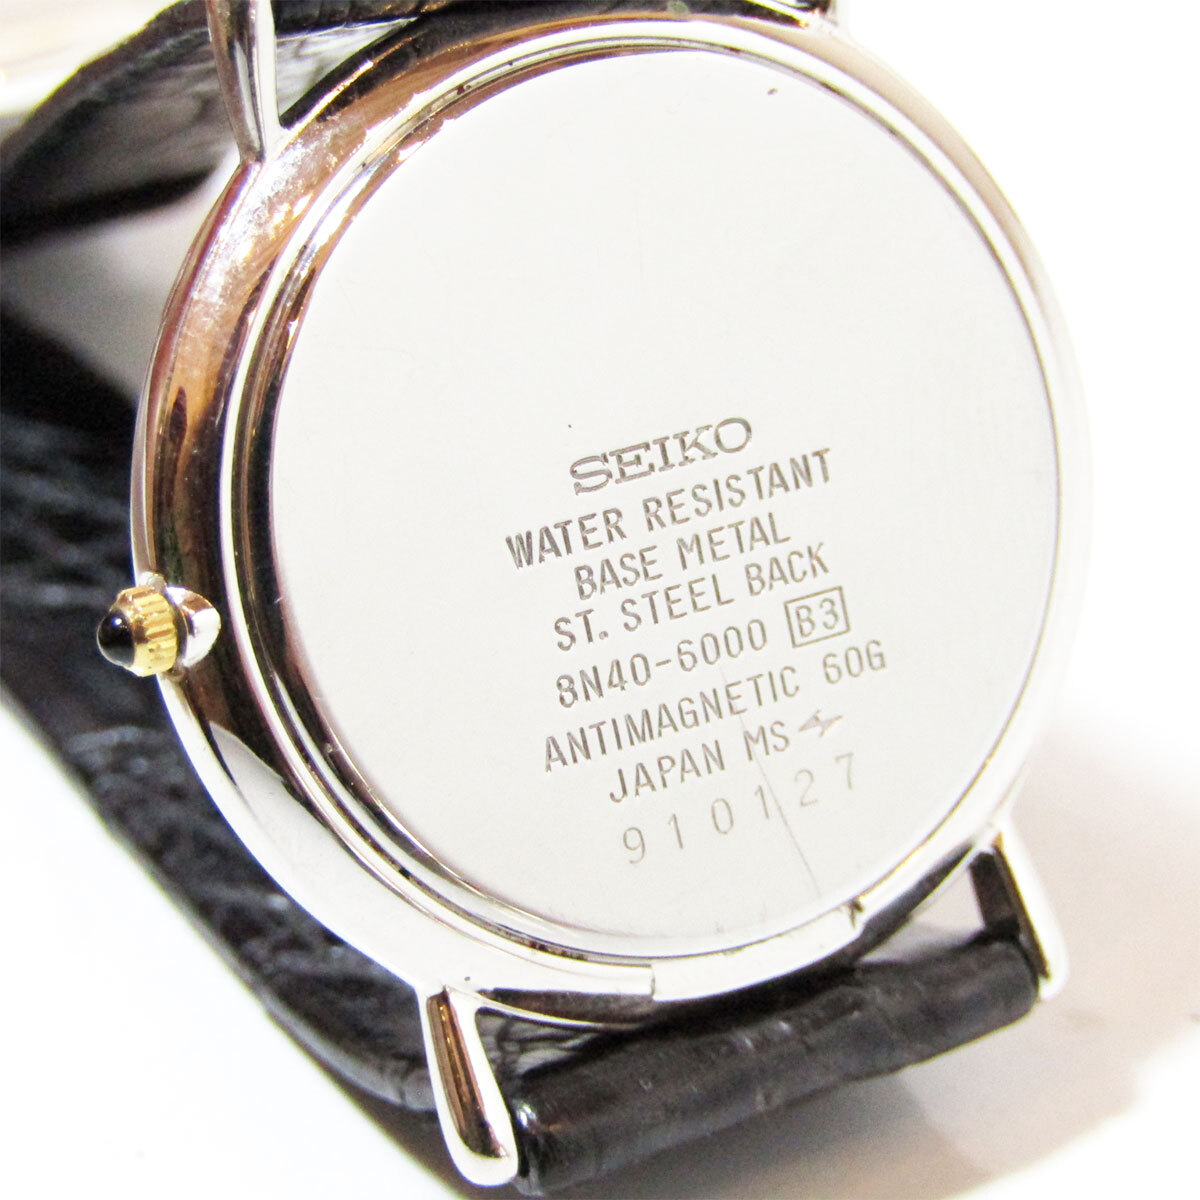 SEIKO
WATER RESISTANT
BASE METAL
ST. STEEL BACK
8N40-6000 B3
ANTIMAGNETIC 60G
JAPAN MS
910127